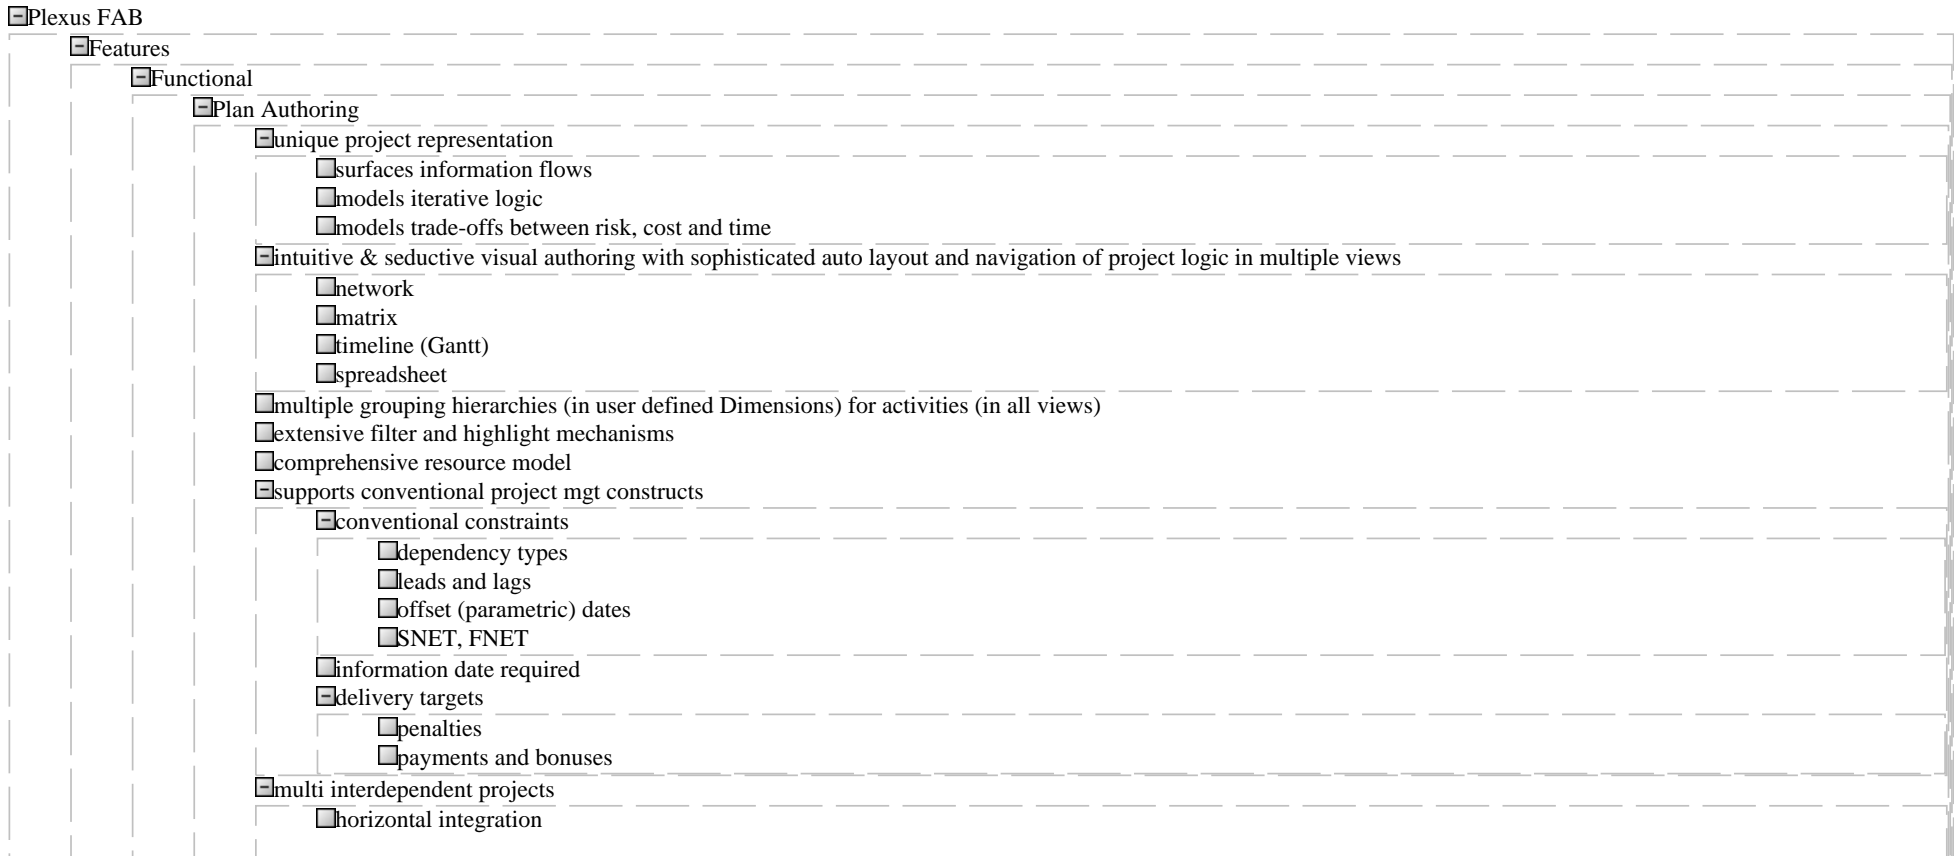 Plexus FAB
Features
Functional
Plan Authoring
unique project representation
surfaces information flows
models iterative logic
models trade-offs between risk, cost and time
intuitive & seductive visual authoring with sophisticated auto layout and navigation of project logic in multiple views
network
matrix
timeline (Gantt)
spreadsheet
multiple grouping hierarchies (in user defined Dimensions) for activities (in all views)
extensive filter and highlight mechanisms
comprehensive resource model
supports conventional project mgt constructs
conventional constraints
dependency types
leads and lags
offset (parametric) dates
SNET, FNET
information date required
delivery targets
penalties
payments and bonuses
multi interdependent projects
horizontal integration